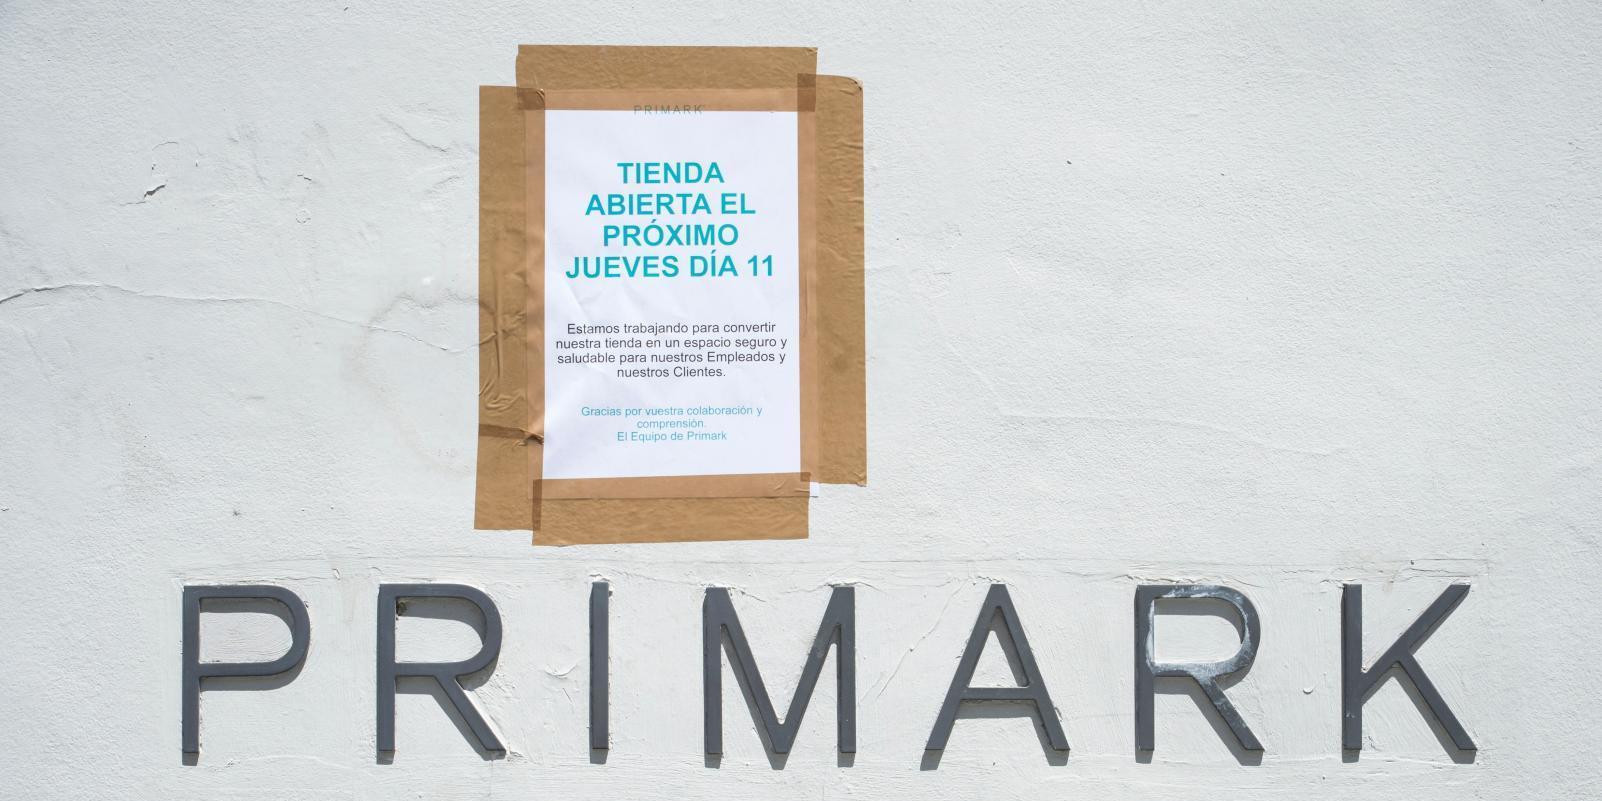 PRIMARK
TIENDA
ABIERTA EL
PRÓXIMO
JUEVES DÍA 11
Estamos trabajando para convertir
nuestra tienda en un espacio seguro y
saludable para nuestros Empleados y
nuestros Clientes.
Gracias por vuestra colaboración y
comprensión.
El Equipo de Primark
PRIMARK